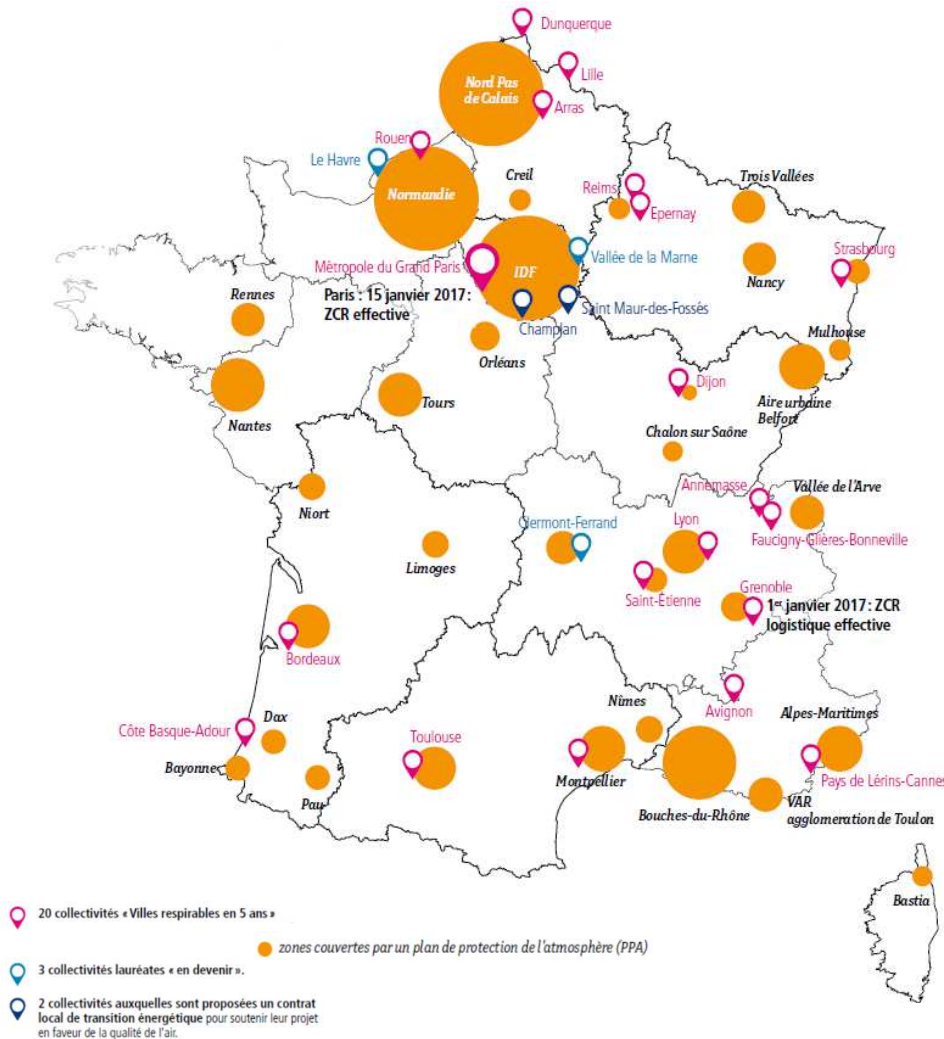 Dunquerque
Lille
Nord Pas
de Calais
Arras
Rouen
Le Havre
Normandie
Creil
Reims
Epernay
Trois Vallées
Strasbourg
Nancy
Métropole du Grand Paris
IDF
Vallée de la Marne
Paris : 15 janvier 2017 :
ZCR effective
Champlan
Saint Maur-des-Fossés
Rennes
Orléans
Mulhouse
Nantes
Tours
Dijon
Aire urbaine
Belfort
Chalon sur Saône
Niort
Annemasse
Vallée de l'Arve
Clermont-Ferrand
Lyon
Faucigny-Glières-Bonneville
Limoges
Saint-Étienne
Grenoble
1er janvier 2017 : ZCR
logistique effective
Bordeaux
Avignon
Nîmes
Alpes-Maritimes
Côte Basque-Adour
Dax
Toulouse
Bayonne
Pau
Montpellier
Pays de Lérins-Cannes
Bouches-du-Rhône
VAR
agglomeration de Toulon
Bastia
20 collectivités « Villes respirables en 5 ans »
zones couvertes par un plan de protection de l'atmosphère (PPA)
3 collectivités lauréates « en devenir ».
2 collectivités auxquelles sont proposées un contrat
local de transition énergétique pour soutenir leur projet
en faveur de la qualité de l'air.